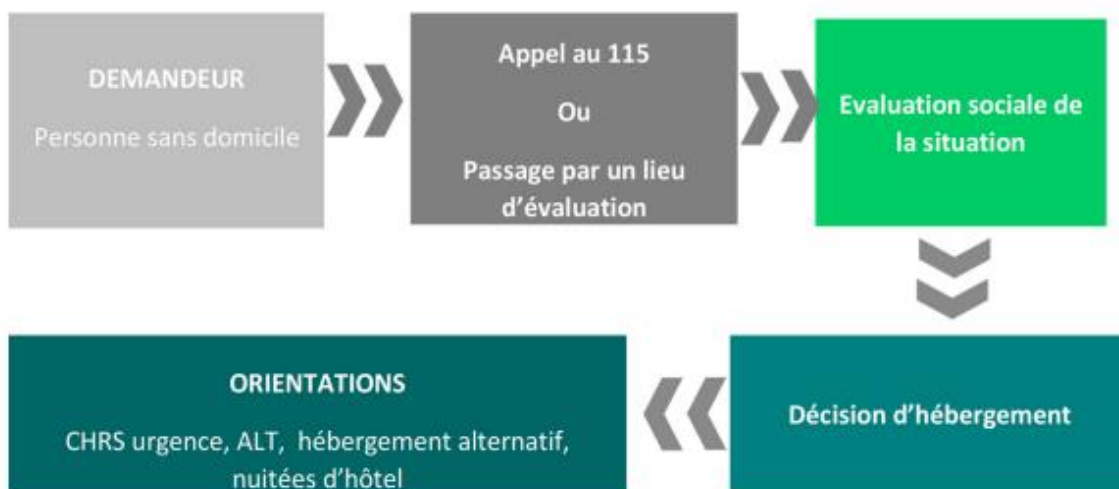 DEMANDEUR
Personne sans domicile
Appel au 115
Ou
Passage par un lieu
d’évaluation
Evaluation sociale de
la situation
Décision d’hébergement
ORIENTATIONS
CHRS urgence, ALT, hébergement alternatif,
nuitées d’hôtel